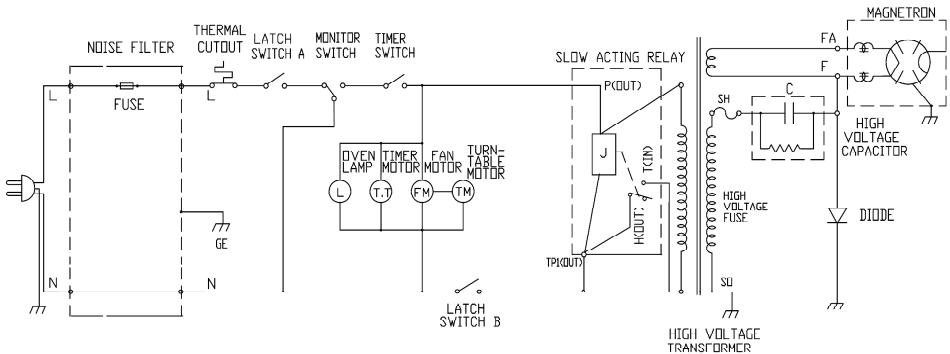 MAGNETRON
THERMAL
CUTOUT
LATCH
SWITCH A
MONITOR
SWITCH
TIMER
SWITCH
NOISE FILTER
FA
SLOW ACTING RELAY
F
L
FUSE
L
P(OUT)
SH
C
HIGH
VOLTAGE
CAPACITOR
J
T(IN)
OVEN
LAMP
TIMER
MOTOR
FAN
MOTOR
TURN-
TABLE
MOTOR
L
T.T
FM
TM
H(OUT)
HIGH
VOLTAGE
FUSE
DIODE
GE
TP1(OUT)
N
N
SO
LATCH
SWITCH B
HIGH VOLTAGE
TRANSFORMER